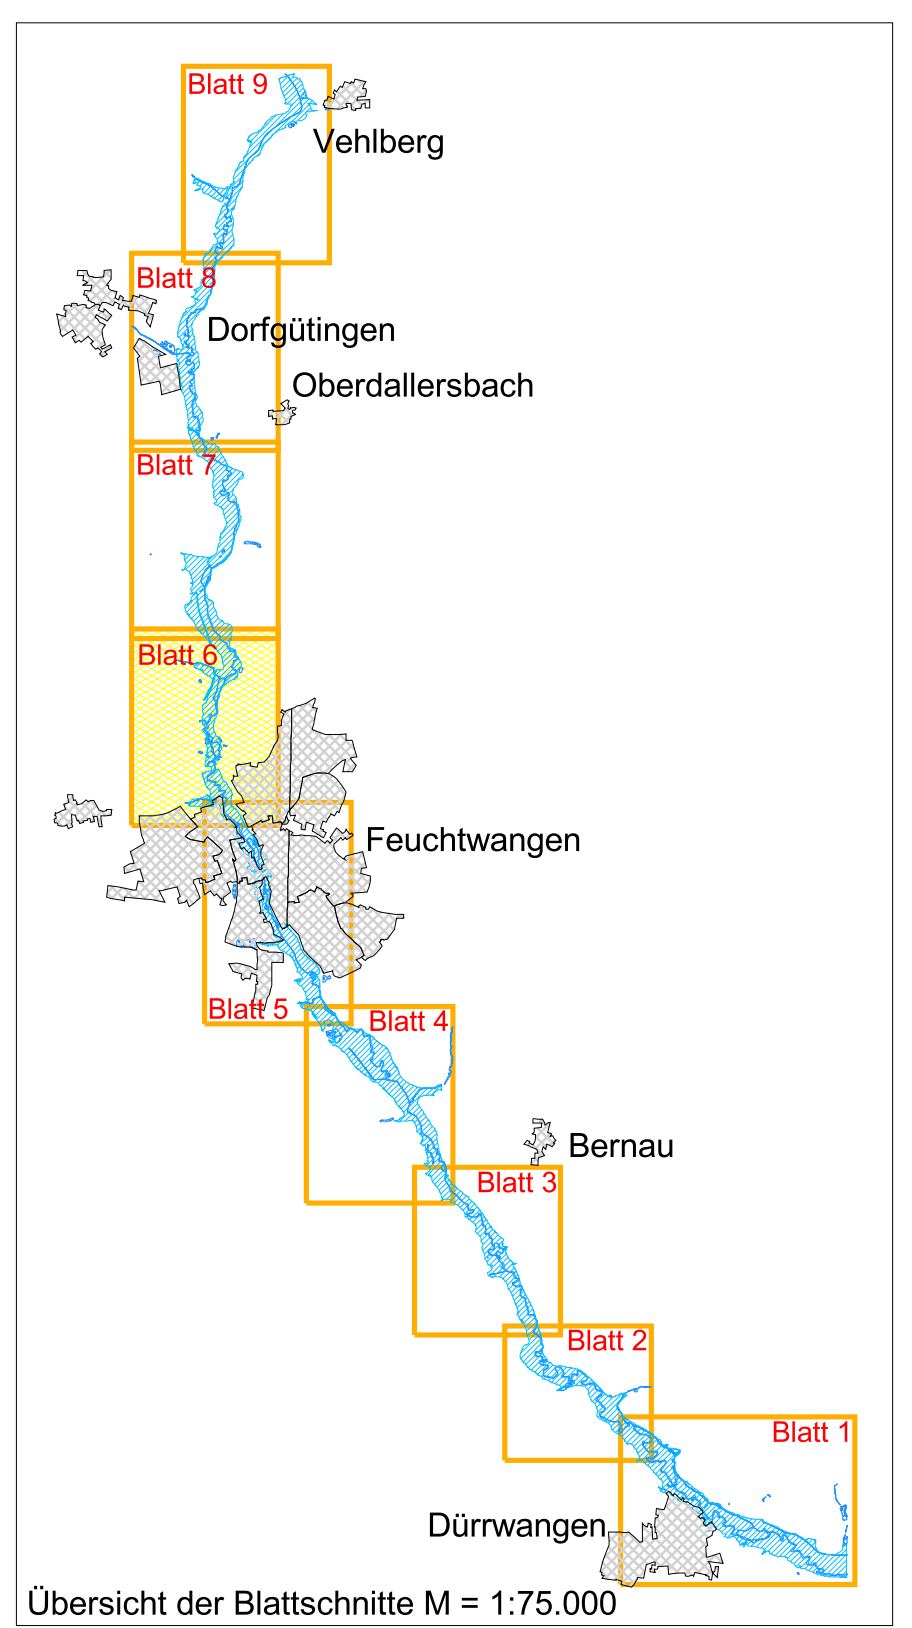 Blatt 9
Vehlberg
Blatt 8
Dorfgütingen
Oberdallersbach
Blatt 7
Blatt 6
Feuchtwangen
Blatt 5
Blatt 4
Bernau
Blatt 3
Blatt 2
Blatt 1
Dürrwangen
Übersicht der Blattschnitte M = 1:75.000